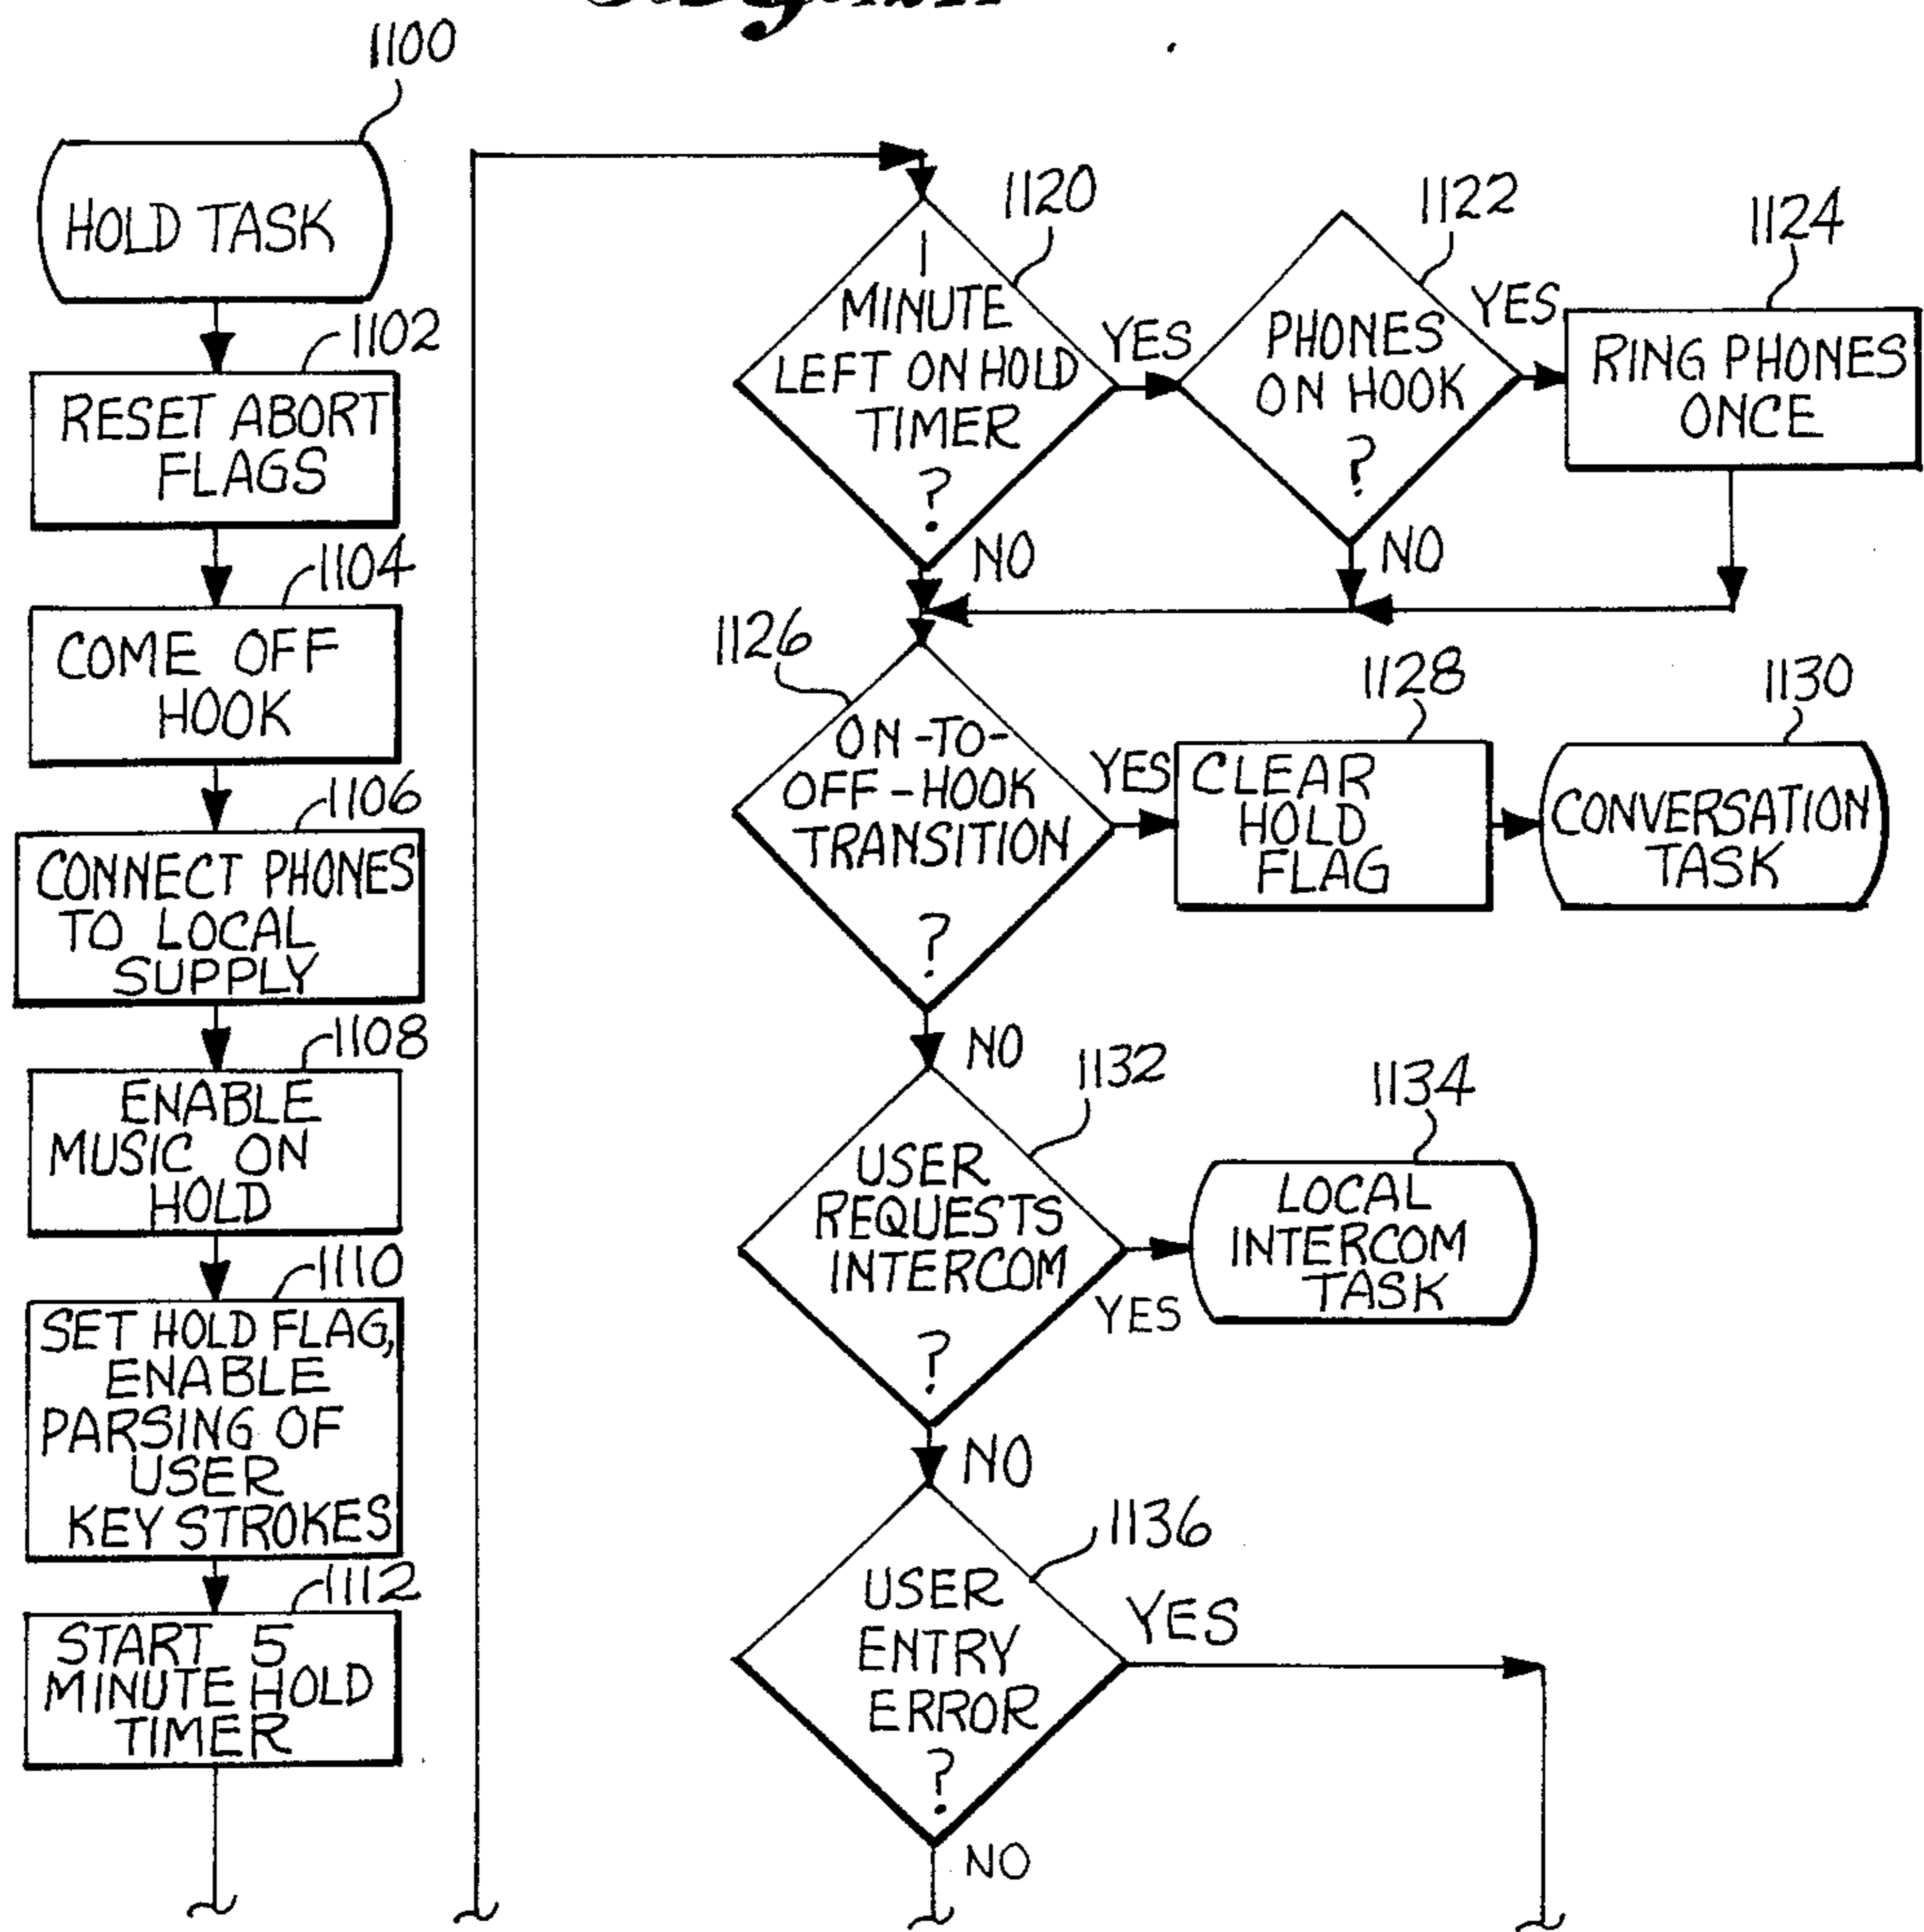 1100
HOLD TASK
1102
RESET ABORT
FLAGS
1104
COME OFF
HOOK
1106
CONNECT PHONES
TO LOCAL
SUPPLY
1108
ENABLE
MUSIC ON
HOLD
1110
SET HOLD FLAG,
ENABLE
PARSING OF
USER
KEY STROKES
1112
START 5
MINUTE HOLD
TIMER
1120
1
MINUTE
LEFT ON HOLD
TIMER
?
YES
NO
1122
PHONES
ON HOOK
?
YES
NO
1124
RING PHONES
ONCE
1126
ON-TO-
OFF-HOOK
TRANSITION
?
YES
NO
1128
CLEAR
HOLD
FLAG
1130
CONVERSATION
TASK
1132
USER
REQUESTS
INTERCOM
?
YES
NO
1134
LOCAL
INTERCOM
TASK
1136
USER
ENTRY
ERROR
?
YES
NO